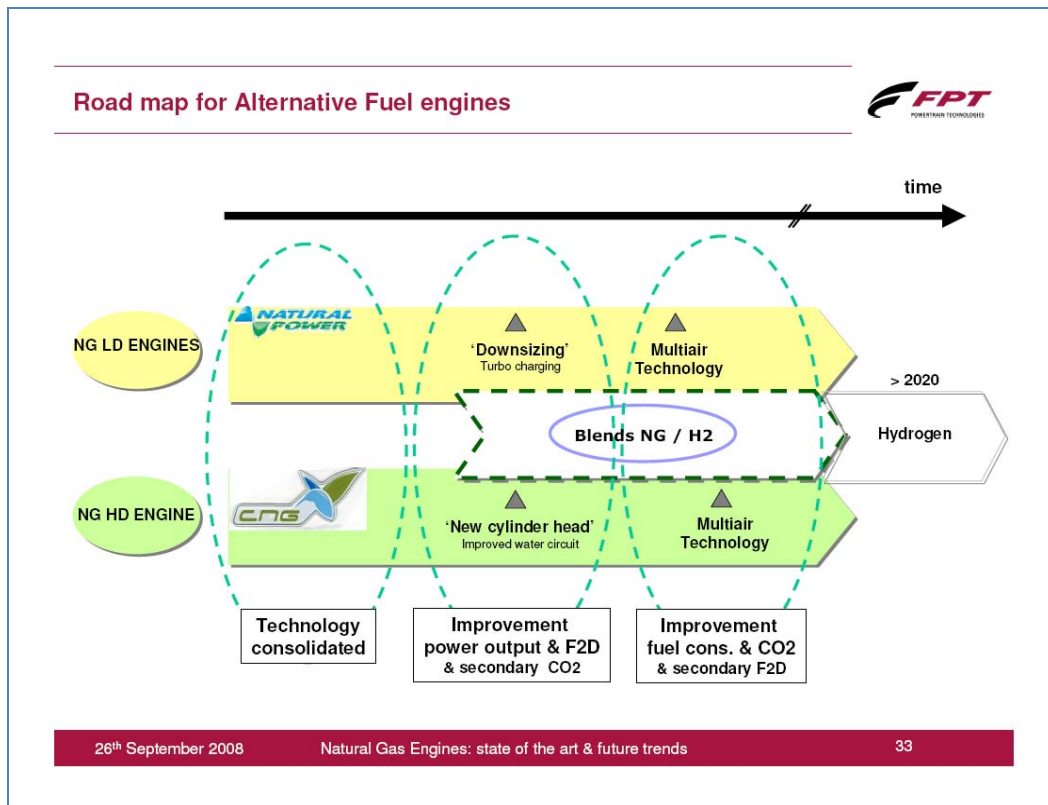 Road map for Alternative Fuel engines
FPT
POWERTRAIN TECHNOLOGIES
time
NATURAL
POWER
NG LD ENGINES
‘Downsizing’
Turbo charging
Multiair
Technology
> 2020
Blends NG / H2
Hydrogen
CNG
NG HD ENGINE
‘New cylinder head’
Improved water circuit
Multiair
Technology
Technology
consolidated
Improvement
power output & F2D
& secondary CO2
Improvement
fuel cons. & CO2
& secondary F2D
26th September 2008
Natural Gas Engines: state of the art & future trends
33